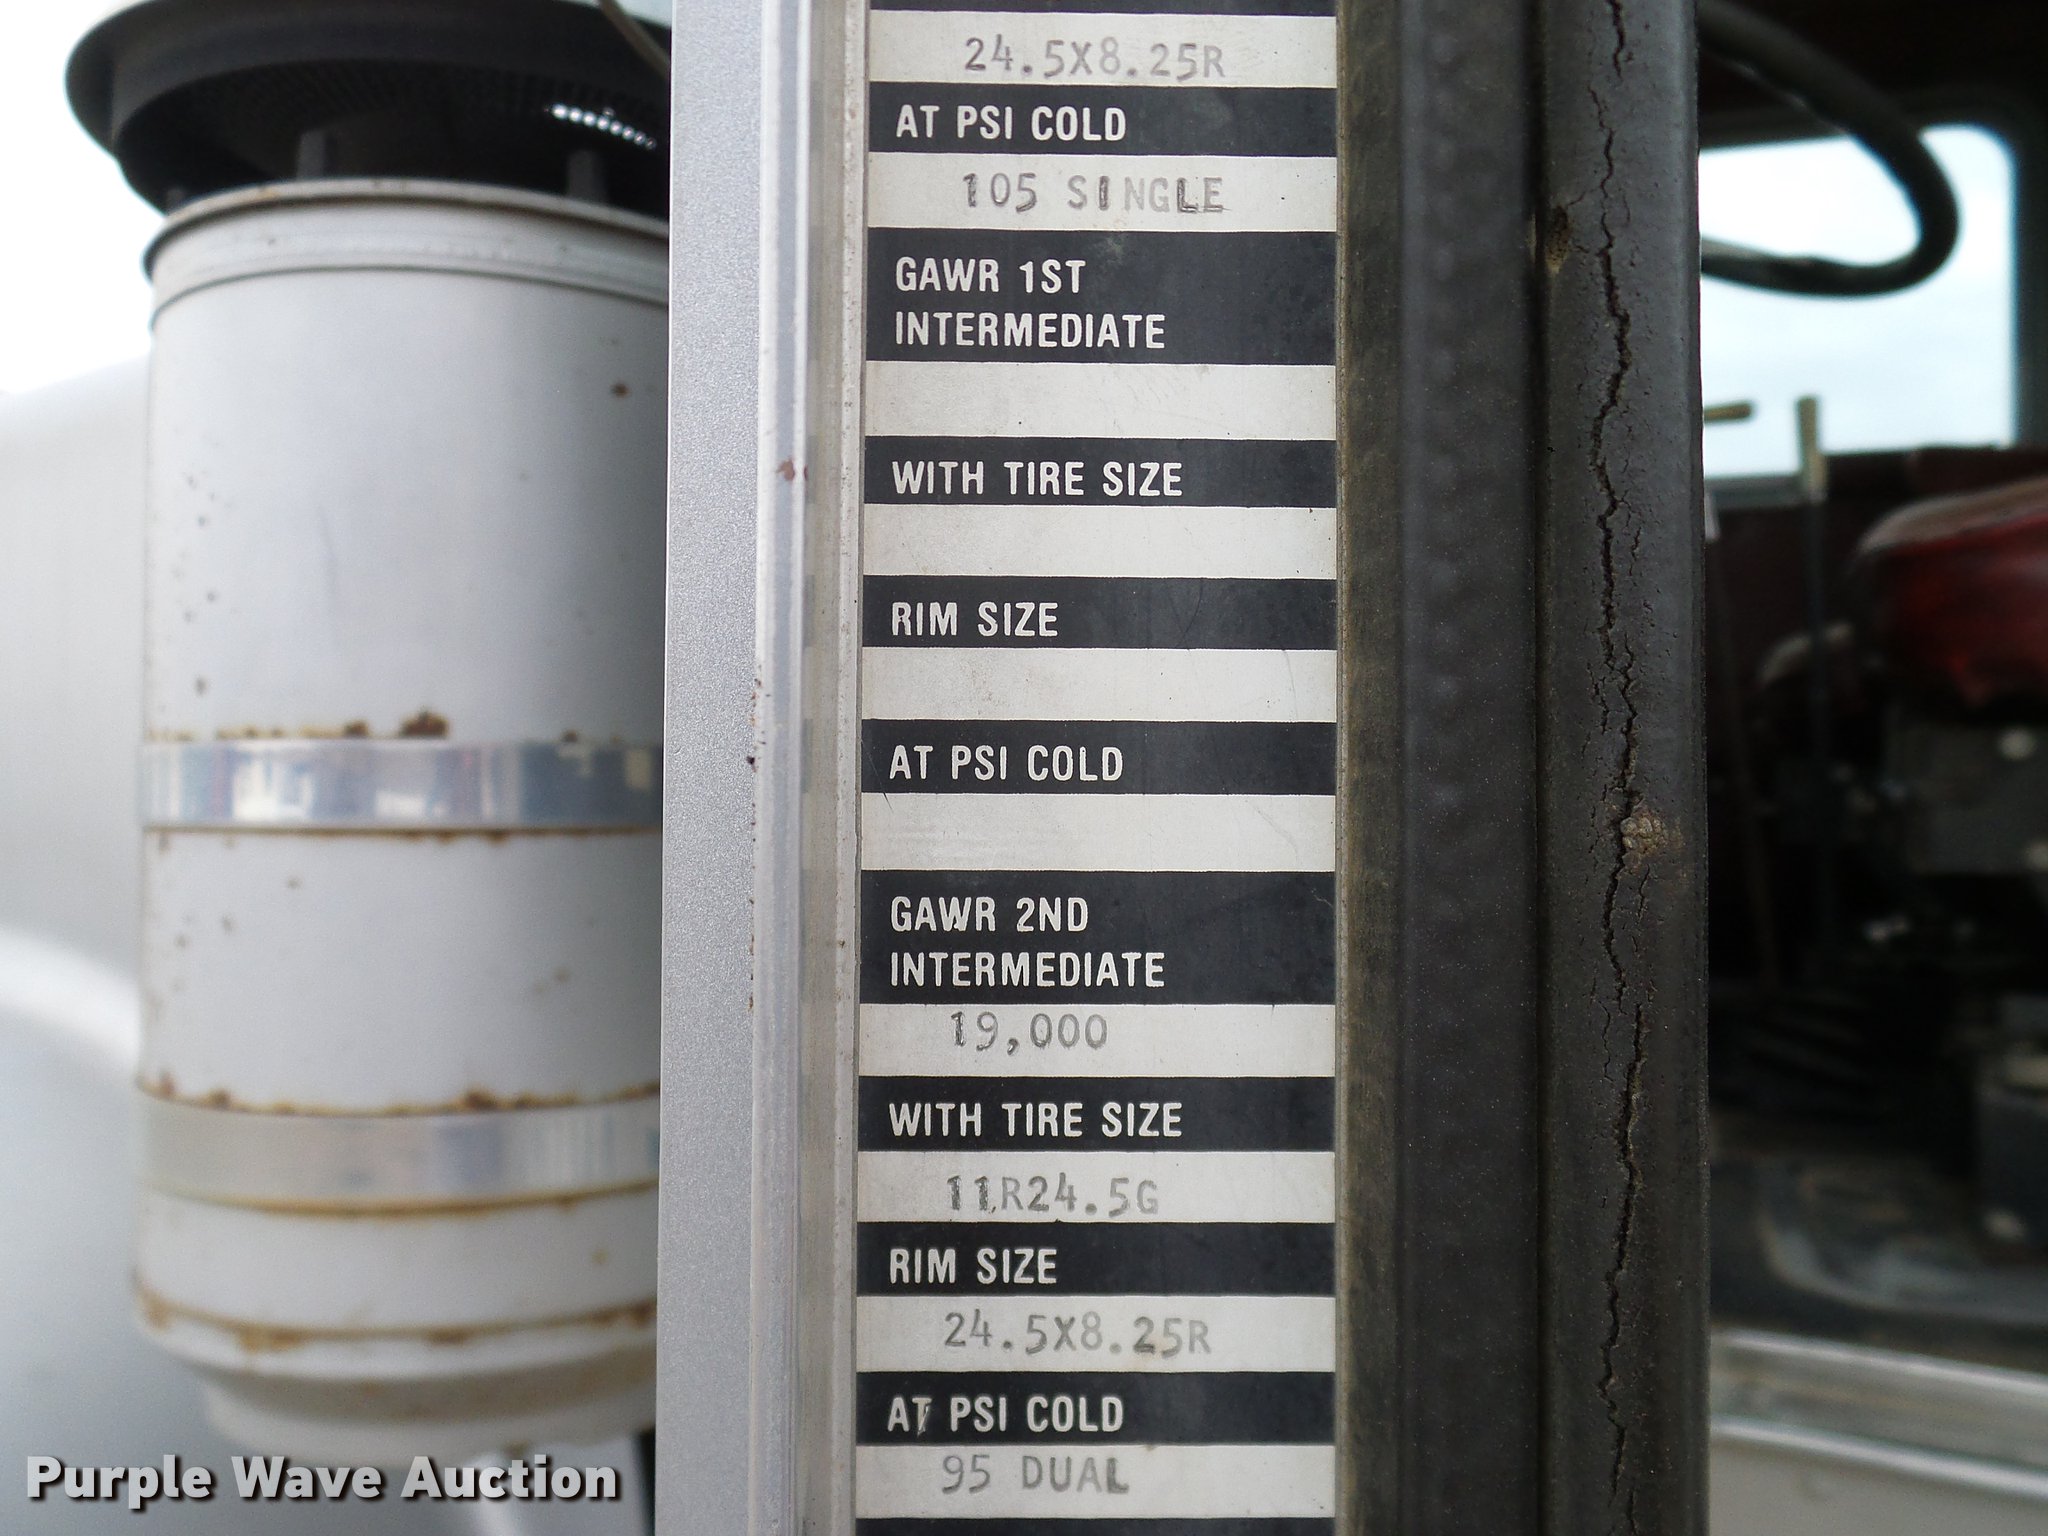 24.5X8.25R
AT PSI COLD
105 SINGLE
GAWR 1ST
INTERMEDIATE
WITH TIRE SIZE
RIM SIZE
AT PSI COLD
GAWR 2ND
INTERMEDIATE
19,000
WITH TIRE SIZE
11R24.5G
RIM SIZE
24.5X8.25R
AT PSI COLD
95 DUAL
Purple Wave Auction